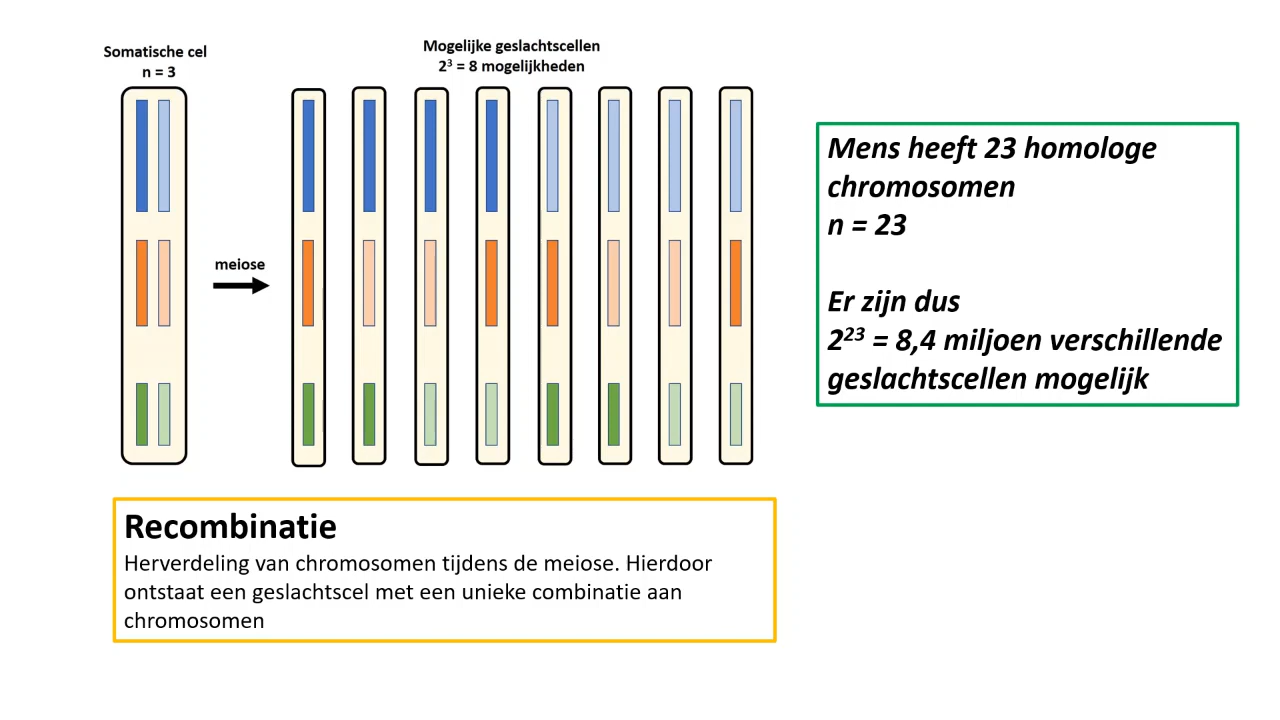 Somatische cel
n = 3
Mogelijke geslachtscellen
2³ = 8 mogelijkheden
meiose
Mens heeft 23 homologe
chromosomen
n = 23
Er zijn dus
2²³ = 8,4 miljoen verschillende
geslachtscellen mogelijk
Recombinatie
Herverdeling van chromosomen tijdens de meiose. Hierdoor
ontstaat een geslachtscel met een unieke combinatie aan
chromosomen